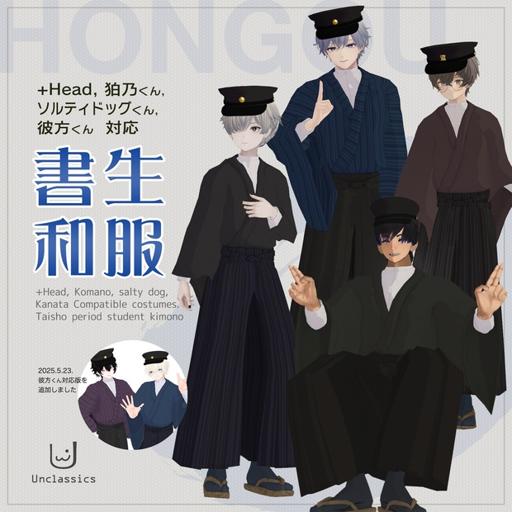 HONGOU
+Head, 狛乃くん,
ソルティドッグくん,
彼方くん 対応
書生
和服
+Head, Komano, salty dog,
Kanata Compatible costumes.
Taisho period student kimono
2025.5.23.
彼方くん対応版を
追加しました
Unclassics